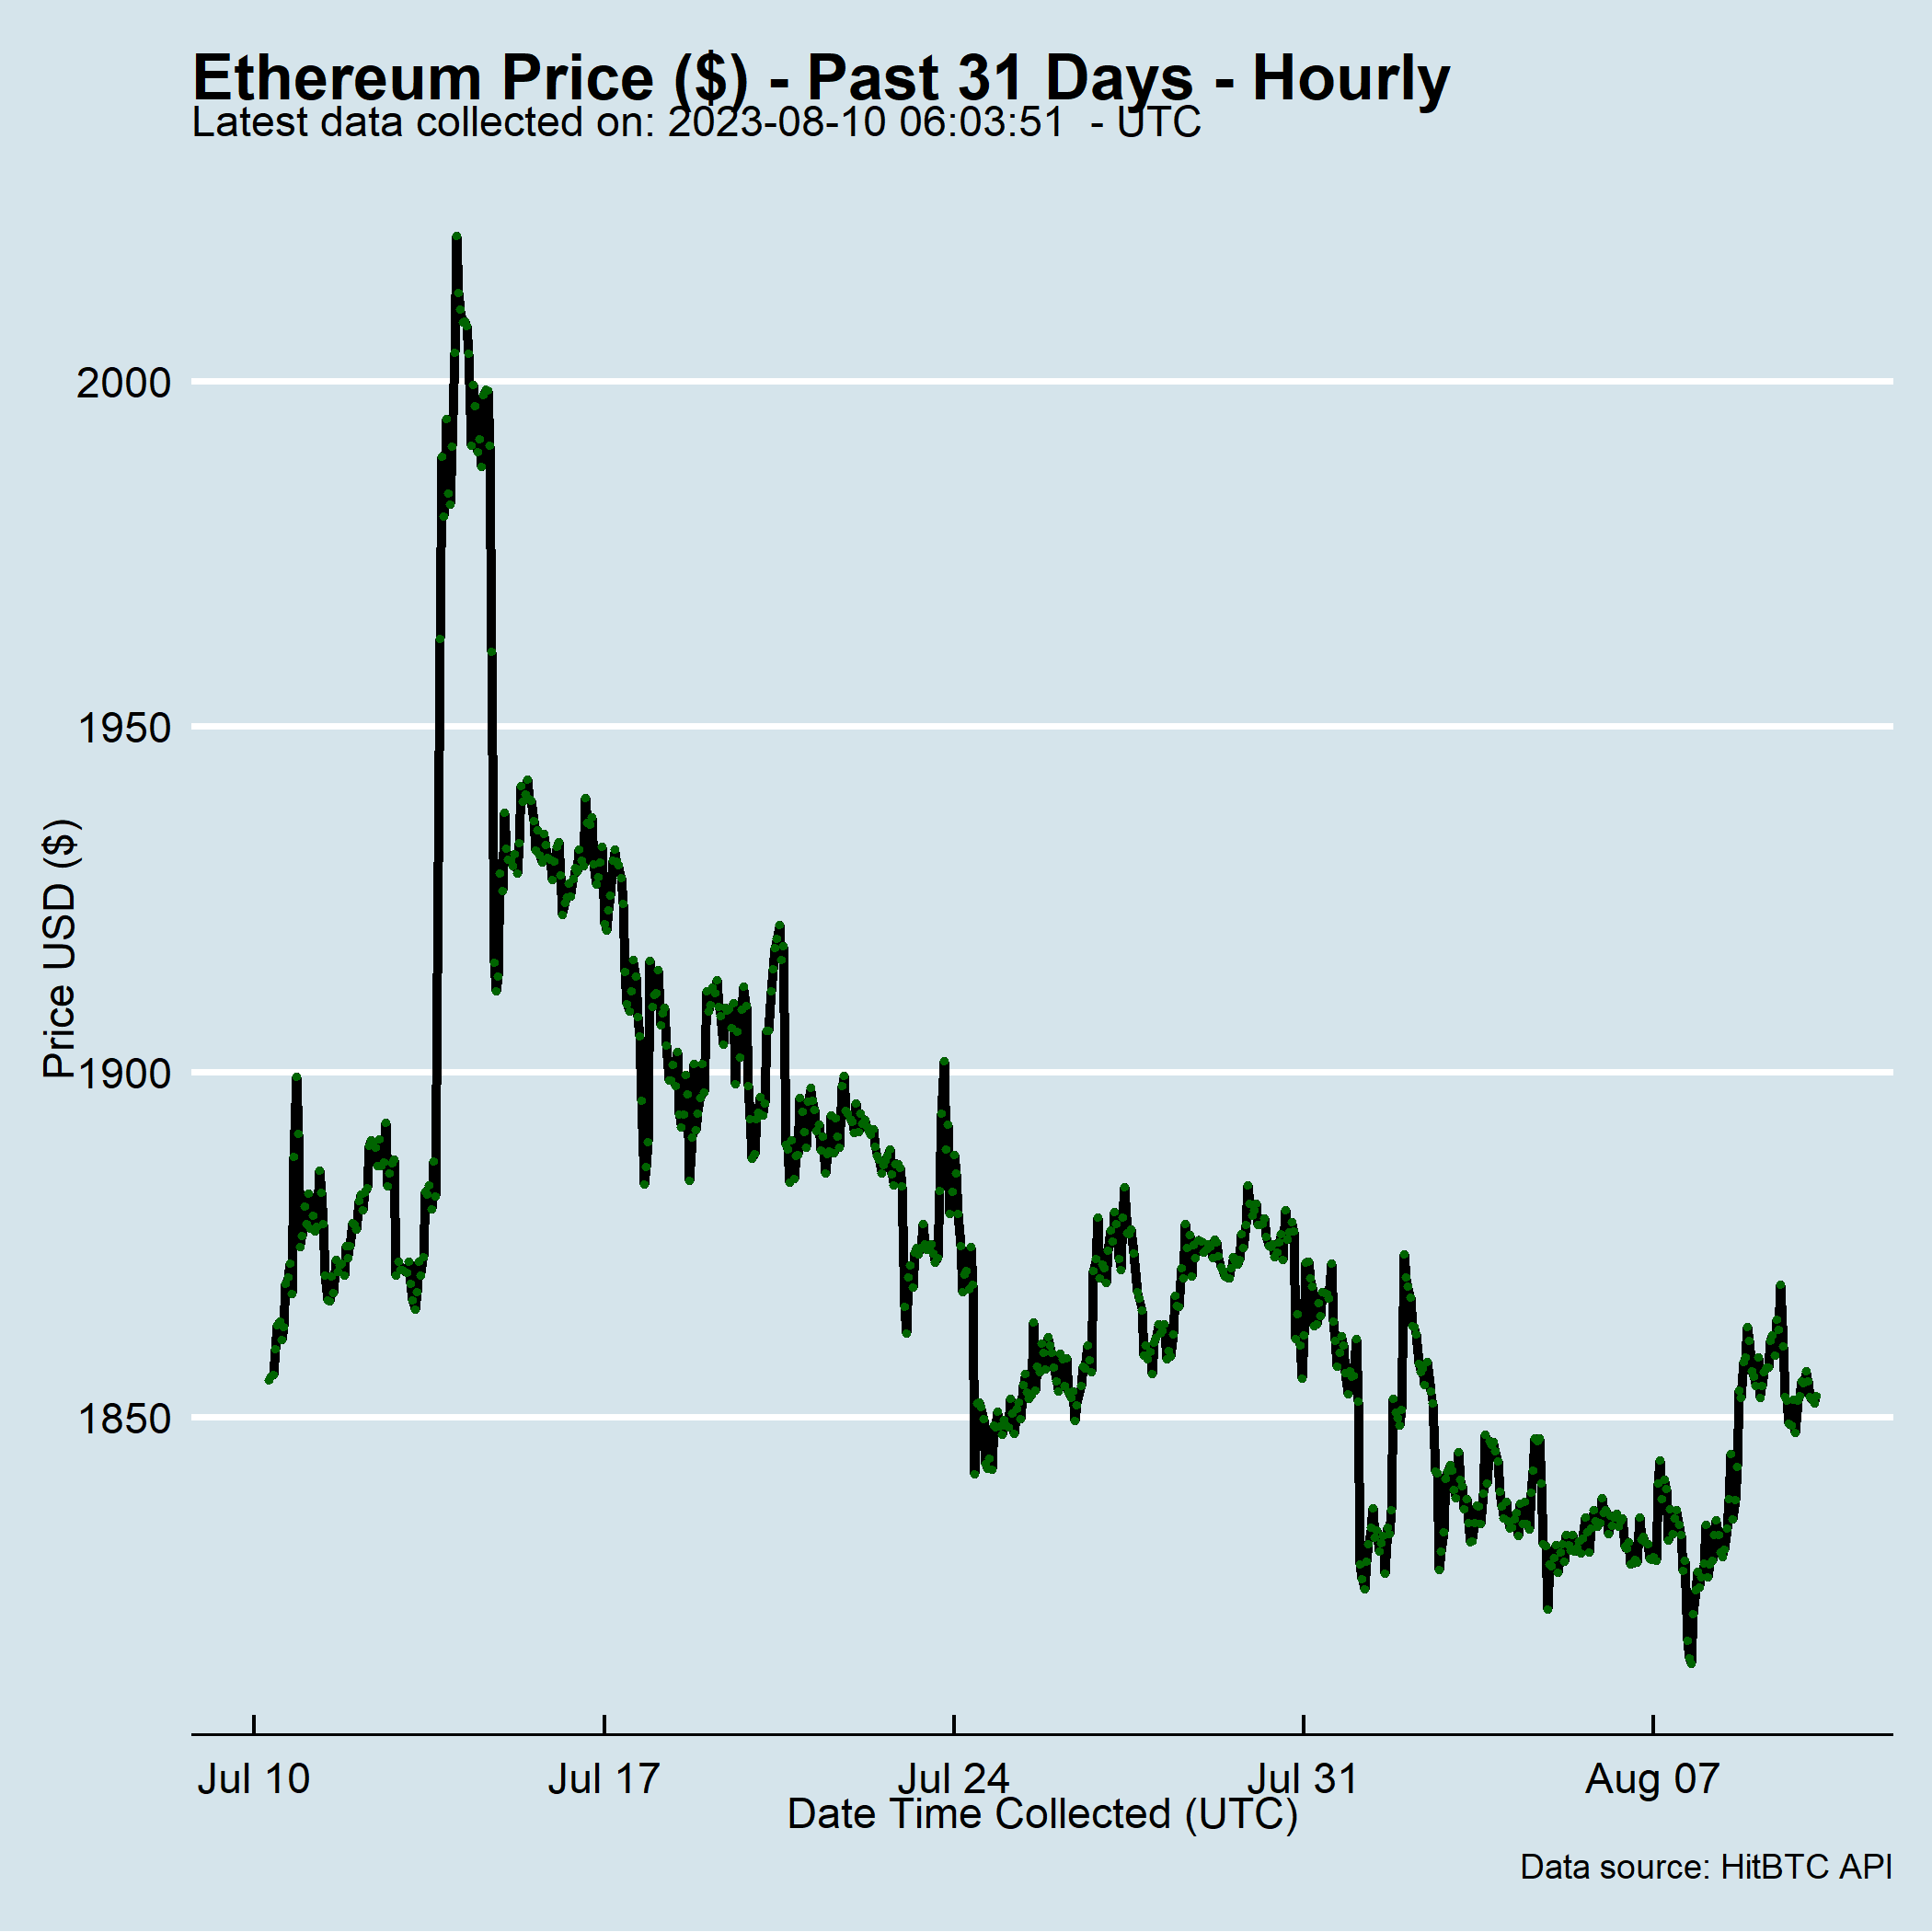 Ethereum Price ($) - Past 31 Days - Hourly
Latest data collected on: 2023-08-10 06:03:51  - UTC
2000
1950
1900
1850
Price USD ($)
Jul 10
Jul 17
Jul 24
Jul 31
Aug 07
Date Time Collected (UTC)
Data source: HitBTC API